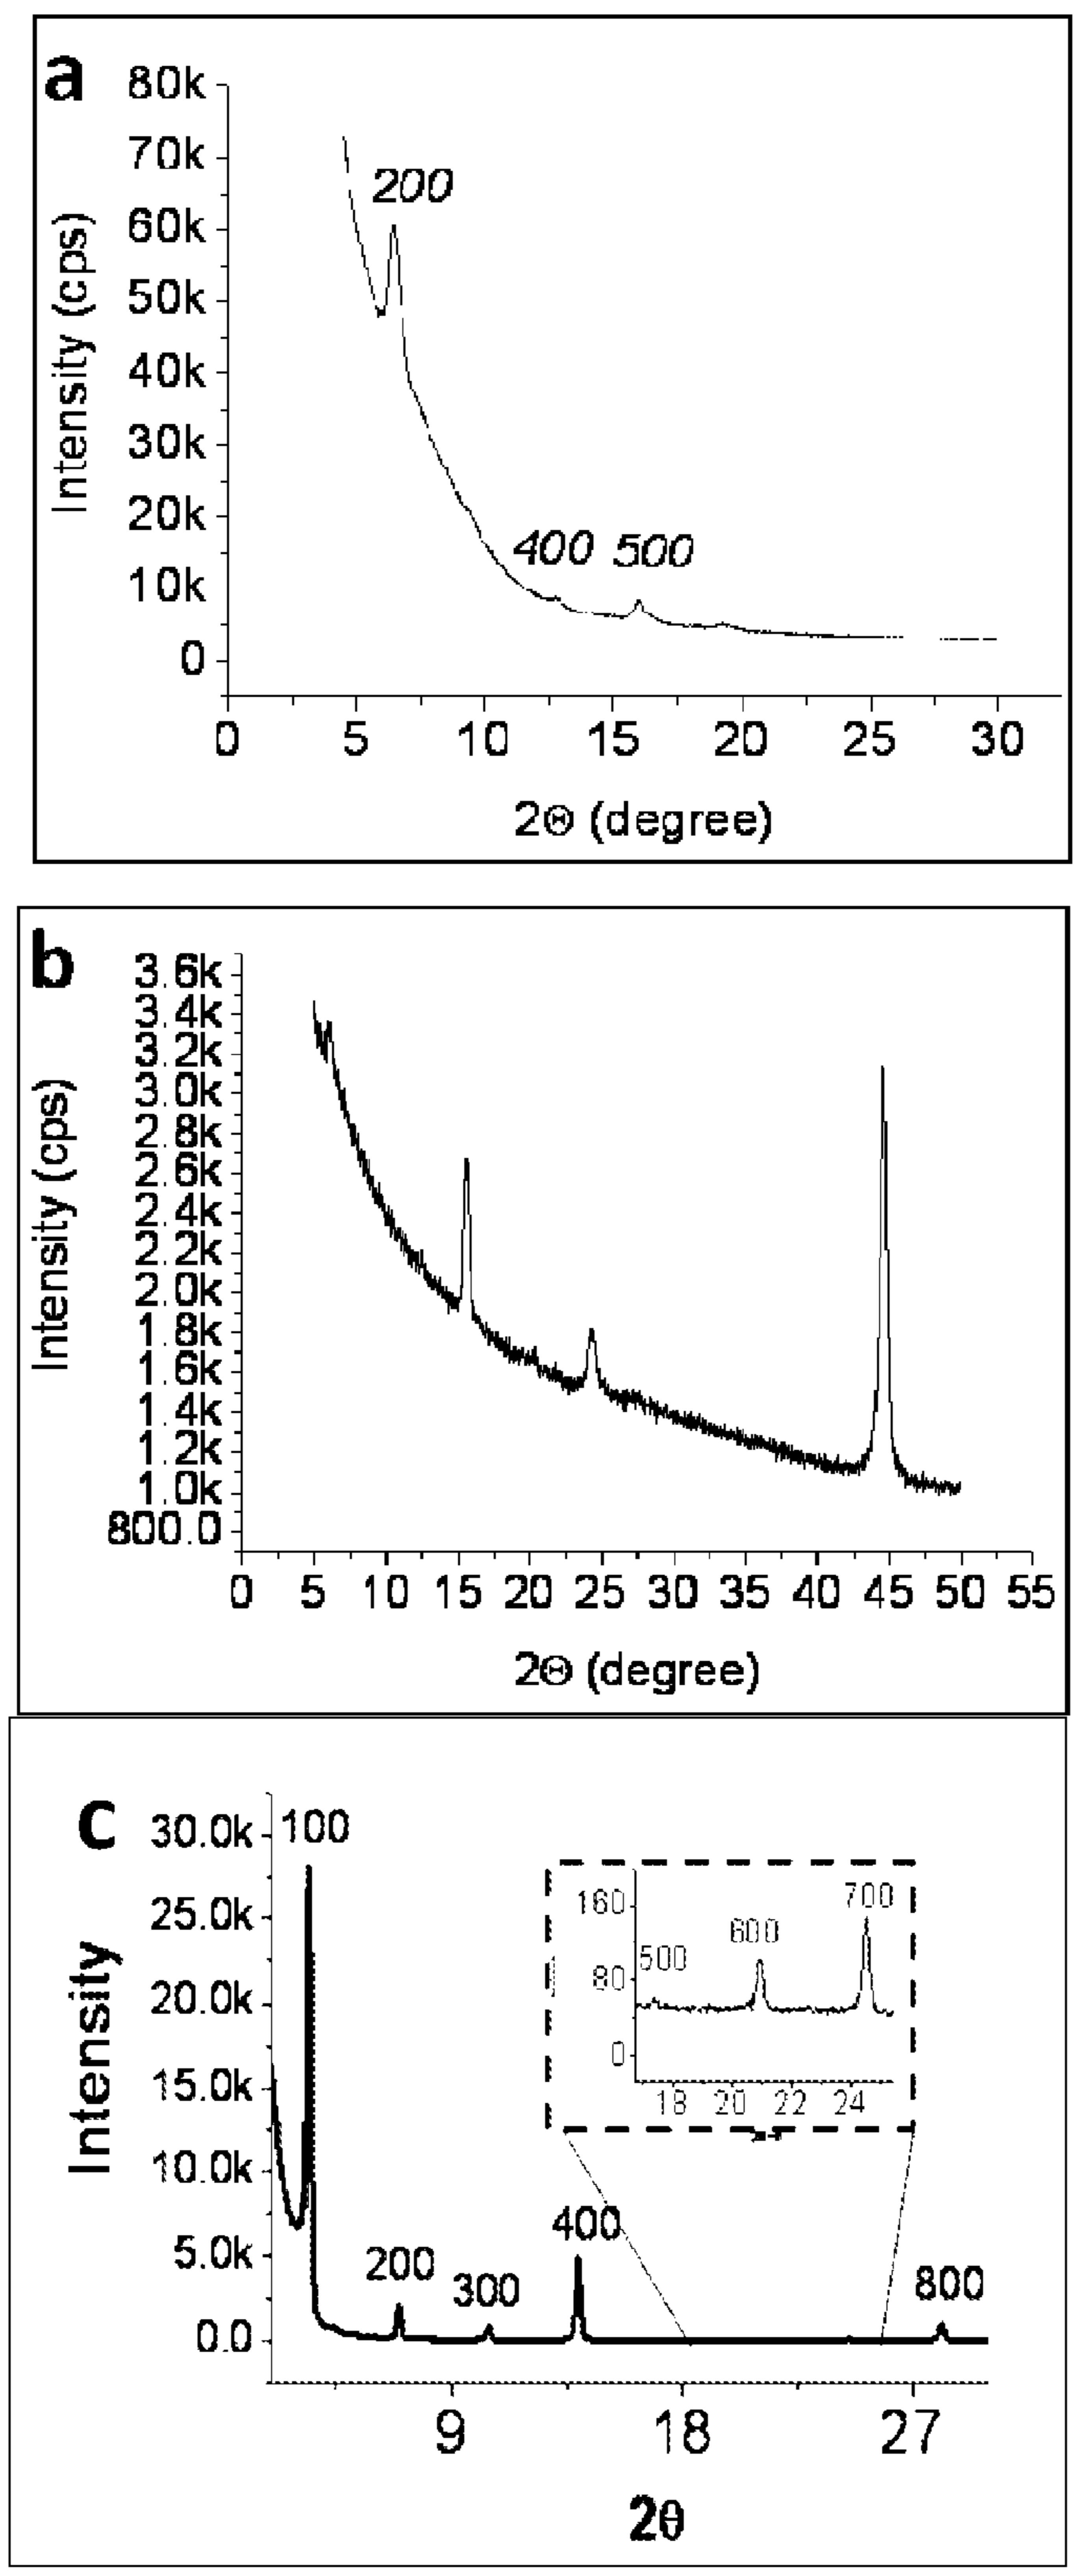 a
80k
70k
60k
50k
40k
30k
20k
10k
0
Intensity (cps)
200
400 500
0 5 10 15 20 25 30
2Θ (degree)
b
3.6k
3.4k
3.2k
3.0k
2.8k
2.6k
2.4k
2.2k
2.0k
1.8k
1.6k
1.4k
1.2k
1.0k
800.0
Intensity (cps)
0 5 10 15 20 25 30 35 40 45 50 55
2Θ (degree)
c
30.0k
25.0k
20.0k
15.0k
10.0k
5.0k
0.0
Intensity
100
200
300
400
800
160
80
0
500
600
700
18 20 22 24
9 18 27
2θ